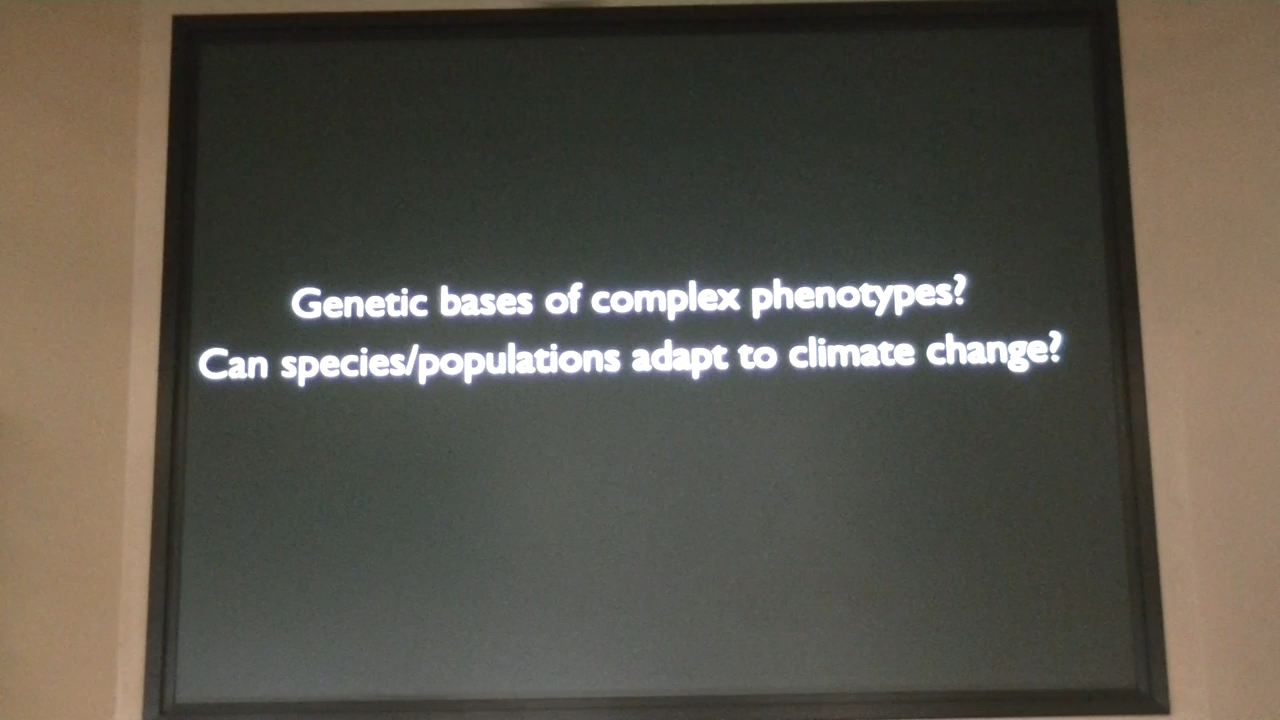 Genetic bases of complex phenotypes?
Can species/populations adapt to climate change?